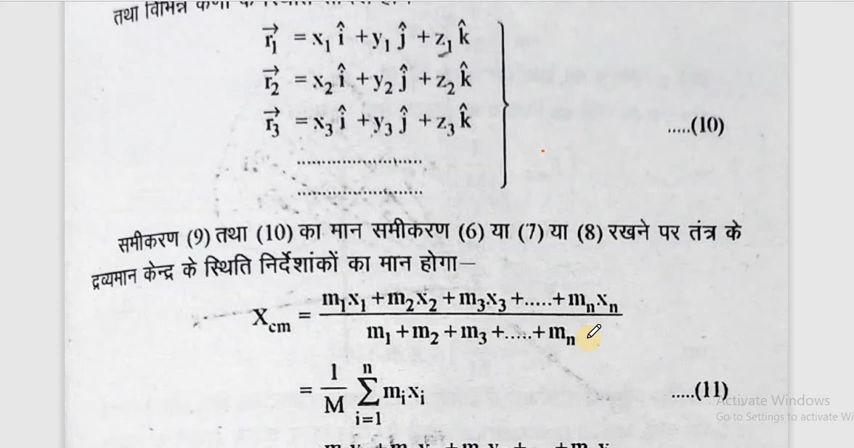 तथा विभिन्न कणों के
r⃗₁ = x₁ î + y₁ ĵ + z₁ k̂
r⃗₂ = x₂ î + y₂ ĵ + z₂ k̂
r⃗₃ = x₃ î + y₃ ĵ + z₃ k̂
.....(10)
........................
........................
समीकरण (9) तथा (10) का मान समीकरण (6) या (7) या (8) रखने पर तंत्र के
द्रव्यमान केन्द्र के स्थिति निर्देशांकों का मान होगा–
X_cm = (m₁x₁ + m₂x₂ + m₃x₃ + ..... + mₙxₙ) / (m₁ + m₂ + m₃ + ..... + mₙ)
= 1/M Σ_{i=1}^{n} mᵢxᵢ .....(11)
Activate Windows
Go to Settings to activate Wi